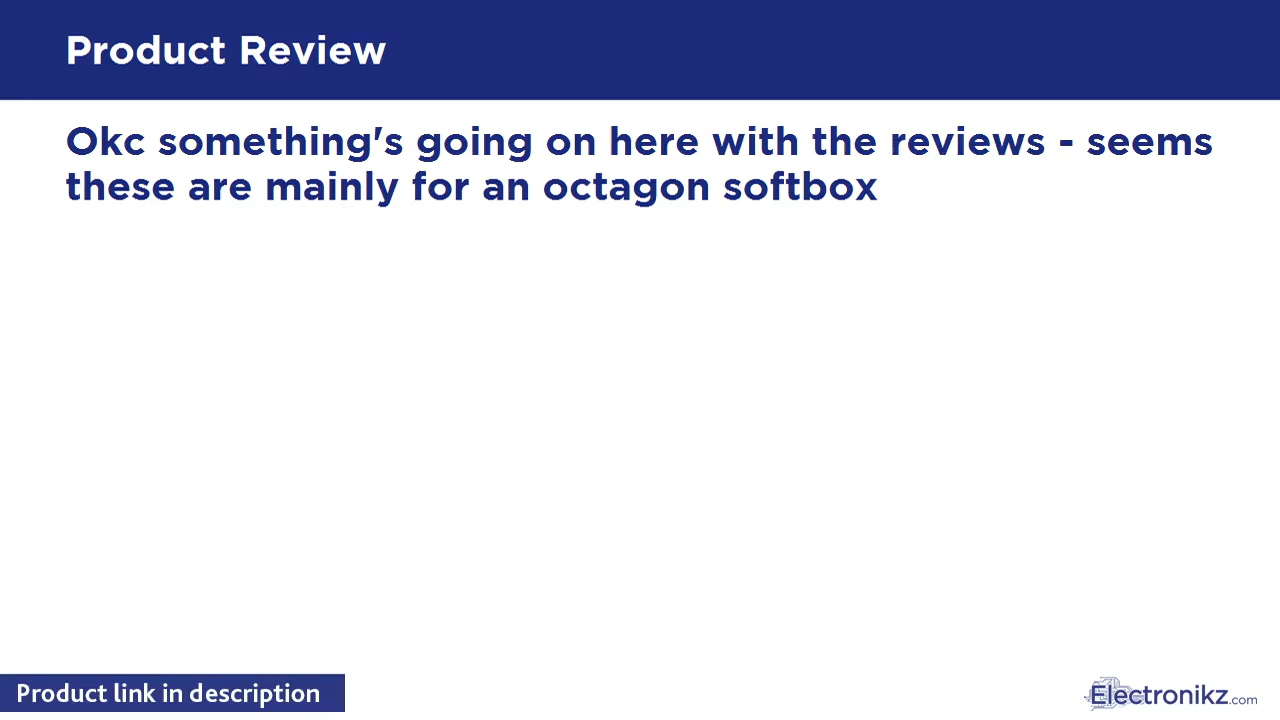 Product Review
Okc something's going on here with the reviews - seems
these are mainly for an octagon softbox
Product link in description
Electronikz.com